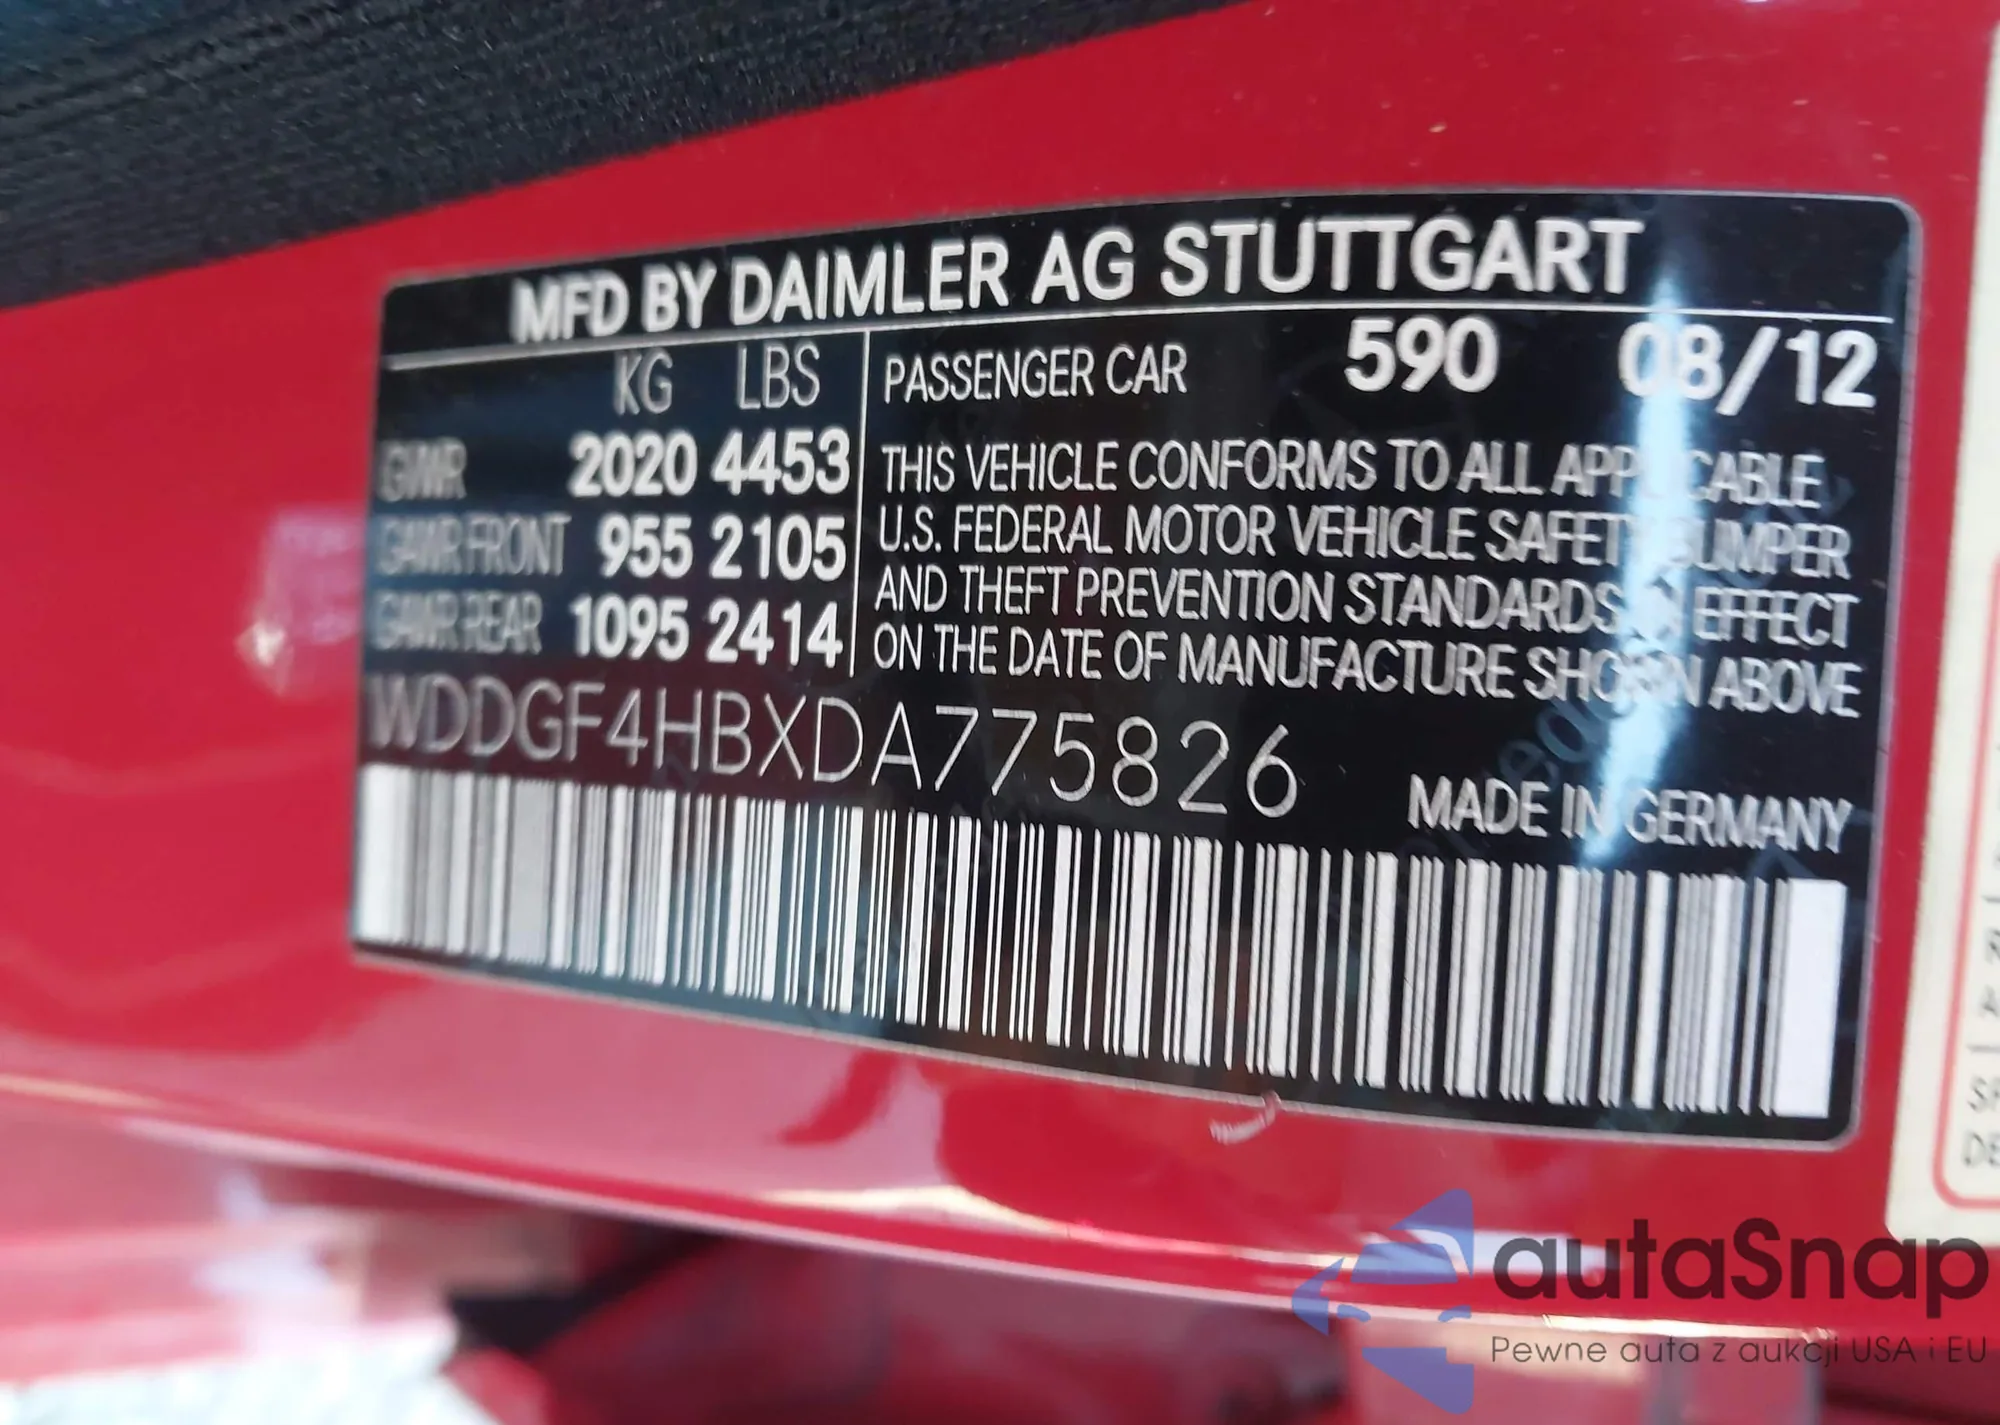 MFD BY DAIMLER AG STUTTGART
KG LBS
GWR 2020 4453
GAWR FRONT 955 2105
GAWR REAR 1095 2414
PASSENGER CAR 590 08/12
THIS VEHICLE CONFORMS TO ALL APPLICABLE
U.S. FEDERAL MOTOR VEHICLE SAFETY BUMPER
AND THEFT PREVENTION STANDARDS IN EFFECT
ON THE DATE OF MANUFACTURE SHOWN ABOVE
WDDGF4HBXDA775826
MADE IN GERMANY
autaSnap
Pewne auta z aukcji USA i EU